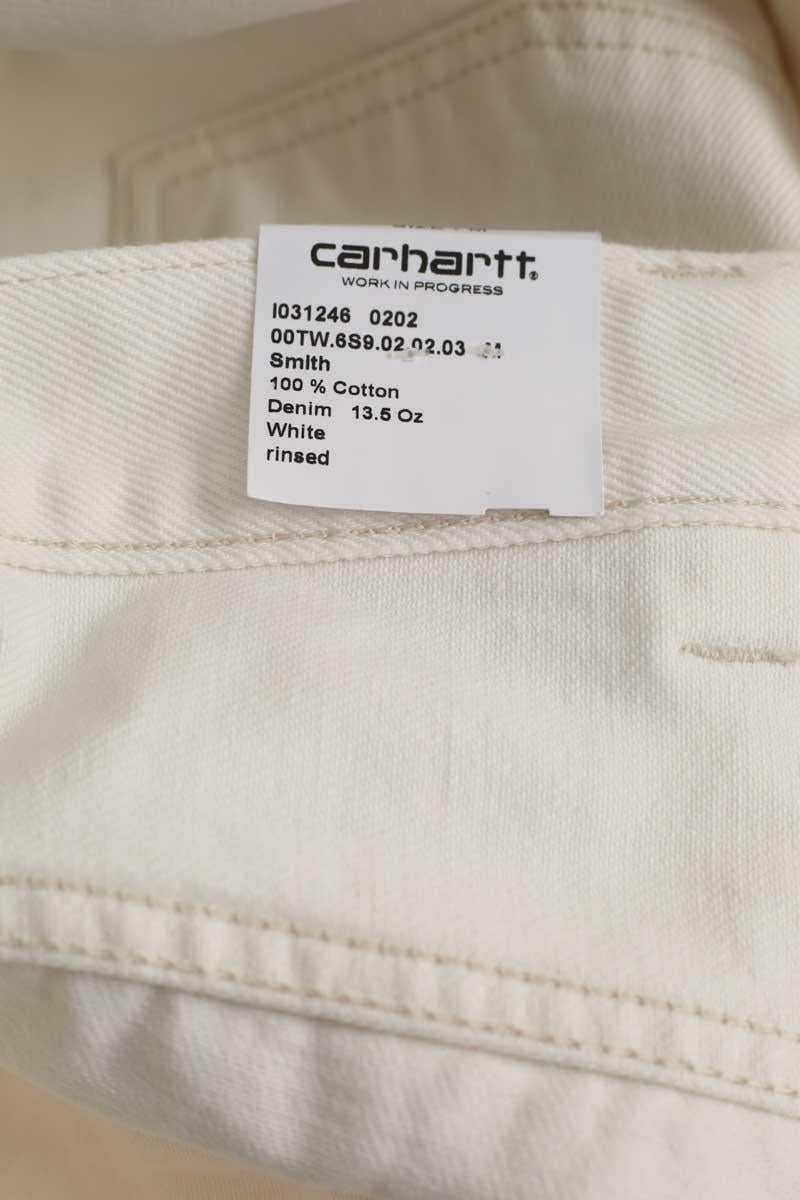 carhartt.
WORK IN PROGRESS
I031246 0202
00TW.6S9.02.02.03
Smith
100 % Cotton
Denim 13.5 Oz
White
rinsed